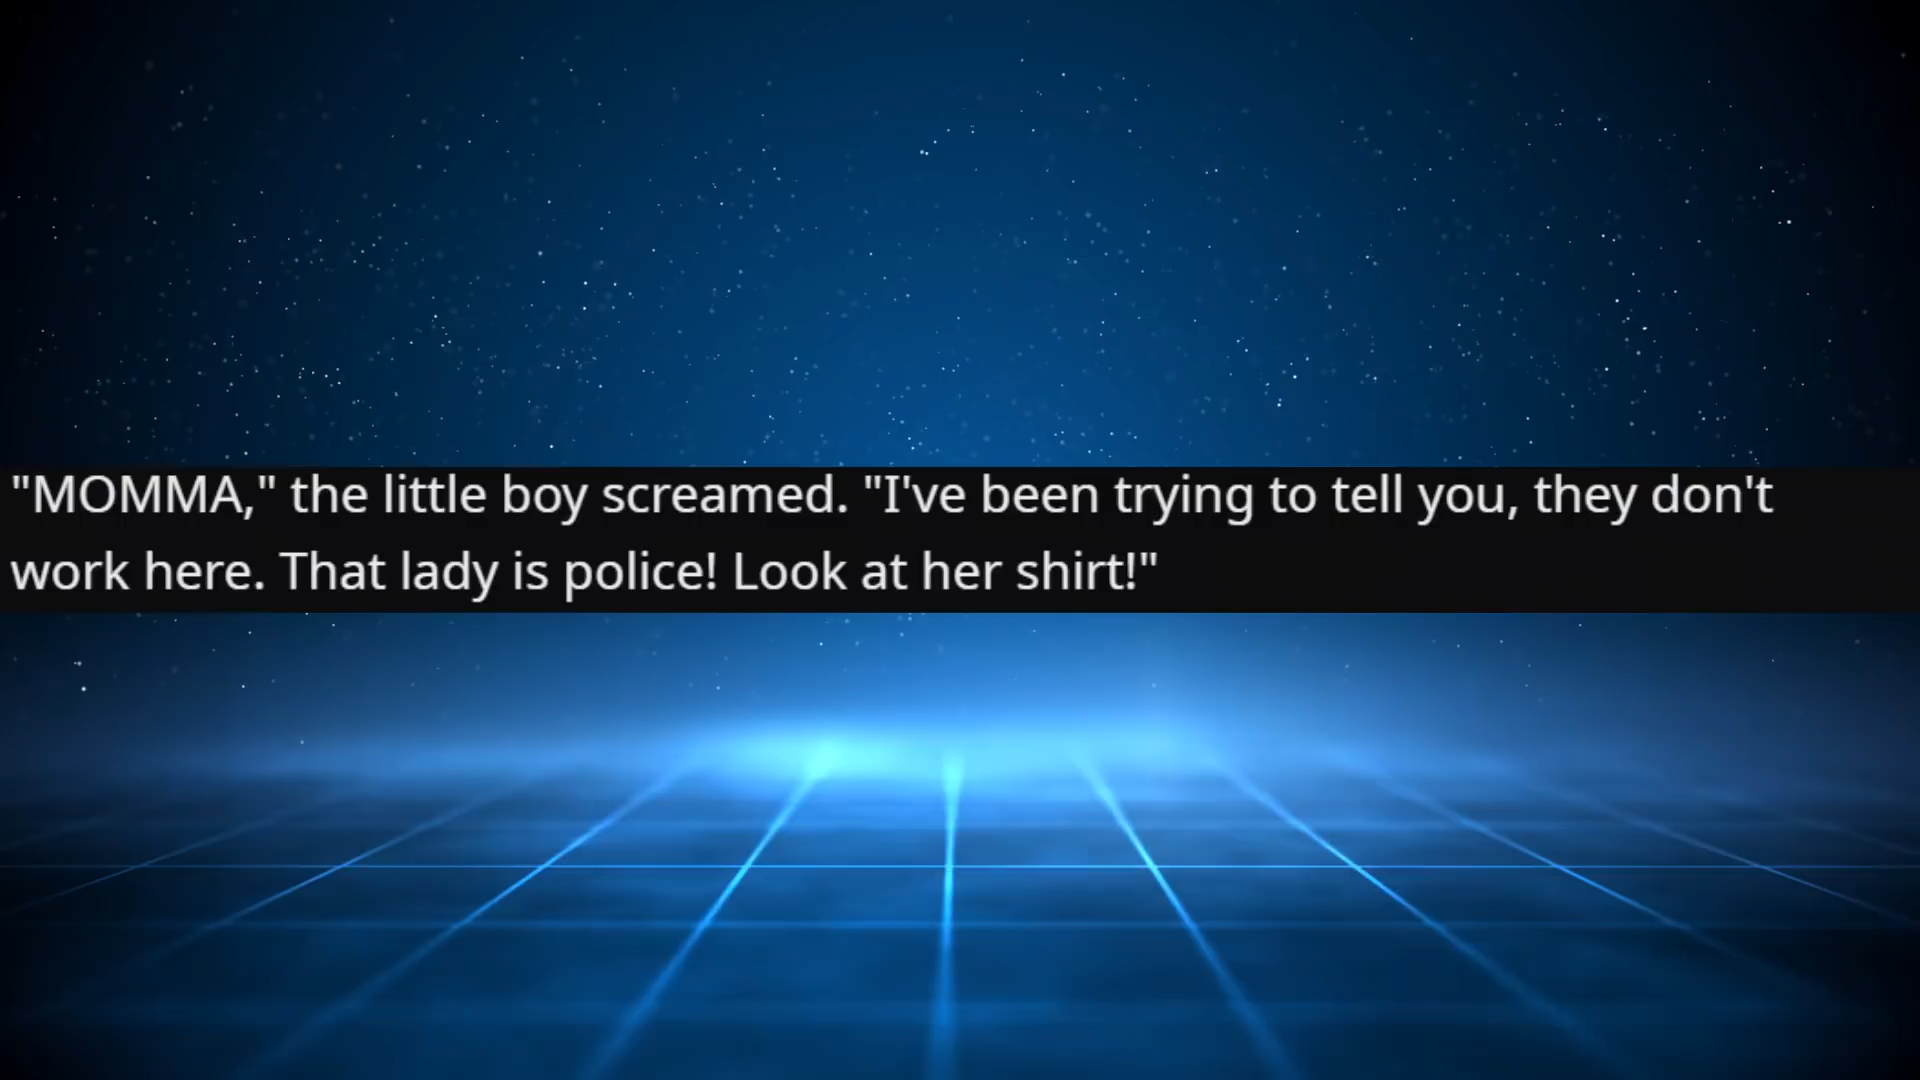 "MOMMA," the little boy screamed. "I've been trying to tell you, they don't
work here. That lady is police! Look at her shirt!"